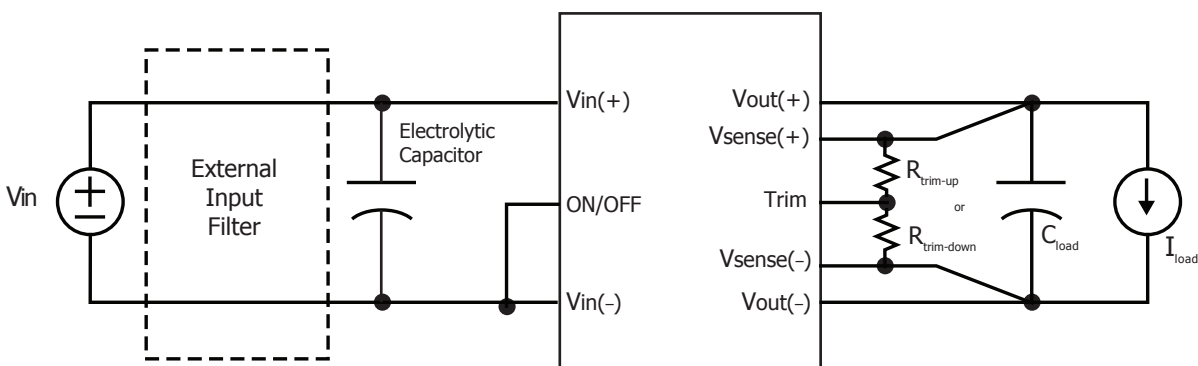 Vin
External
Input
Filter
Electrolytic
Capacitor
Vin(+)
ON/OFF
Vin(–)
Vout(+)
Vsense(+)
Trim
Vsense(–)
Vout(–)
Rtrim-up
or
Rtrim-down
Cload
Iload